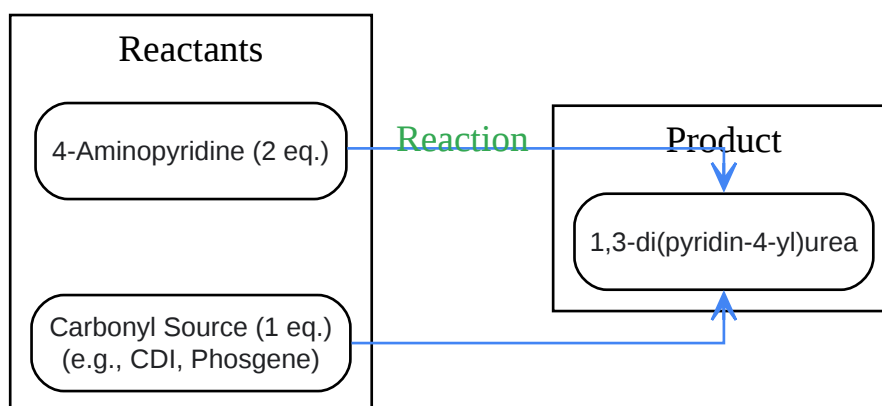 Reactants
4-Aminopyridine (2 eq.)
Reaction
Product
1,3-di(pyridin-4-yl)urea
Carbonyl Source (1 eq.)
(e.g., CDI, Phosgene)